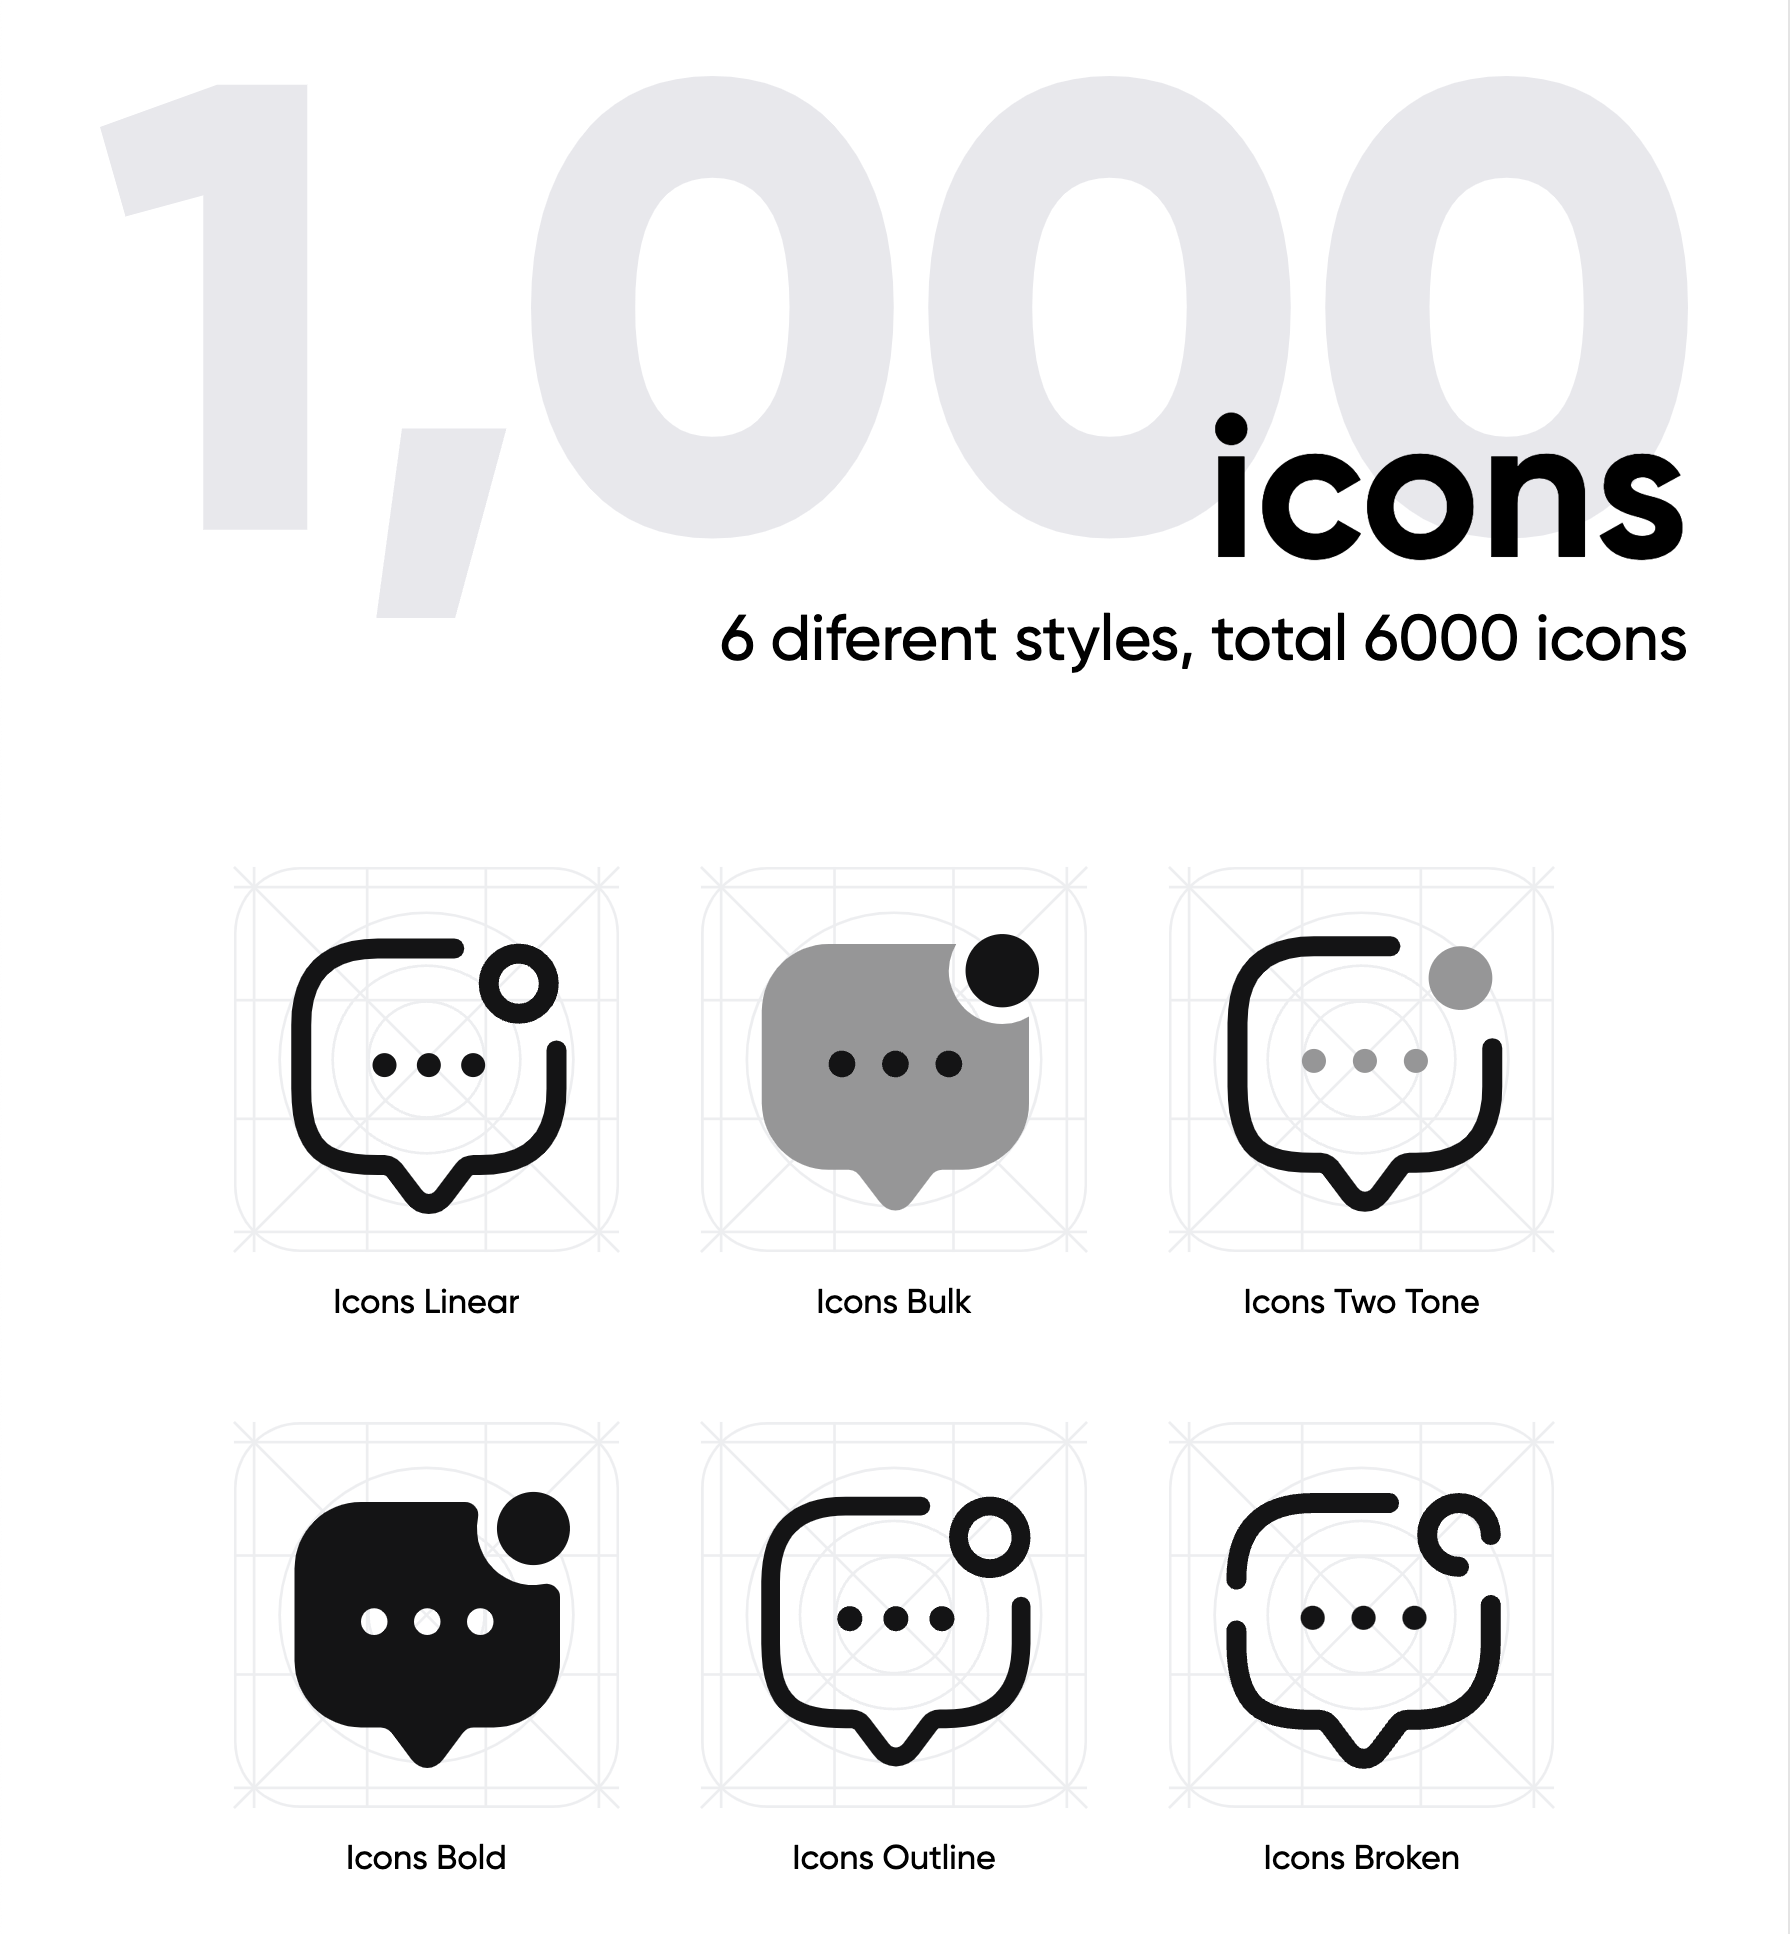 1,000
icons
6 diferent styles, total 6000 icons
Icons Linear
Icons Bulk
Icons Two Tone
Icons Bold
Icons Outline
Icons Broken